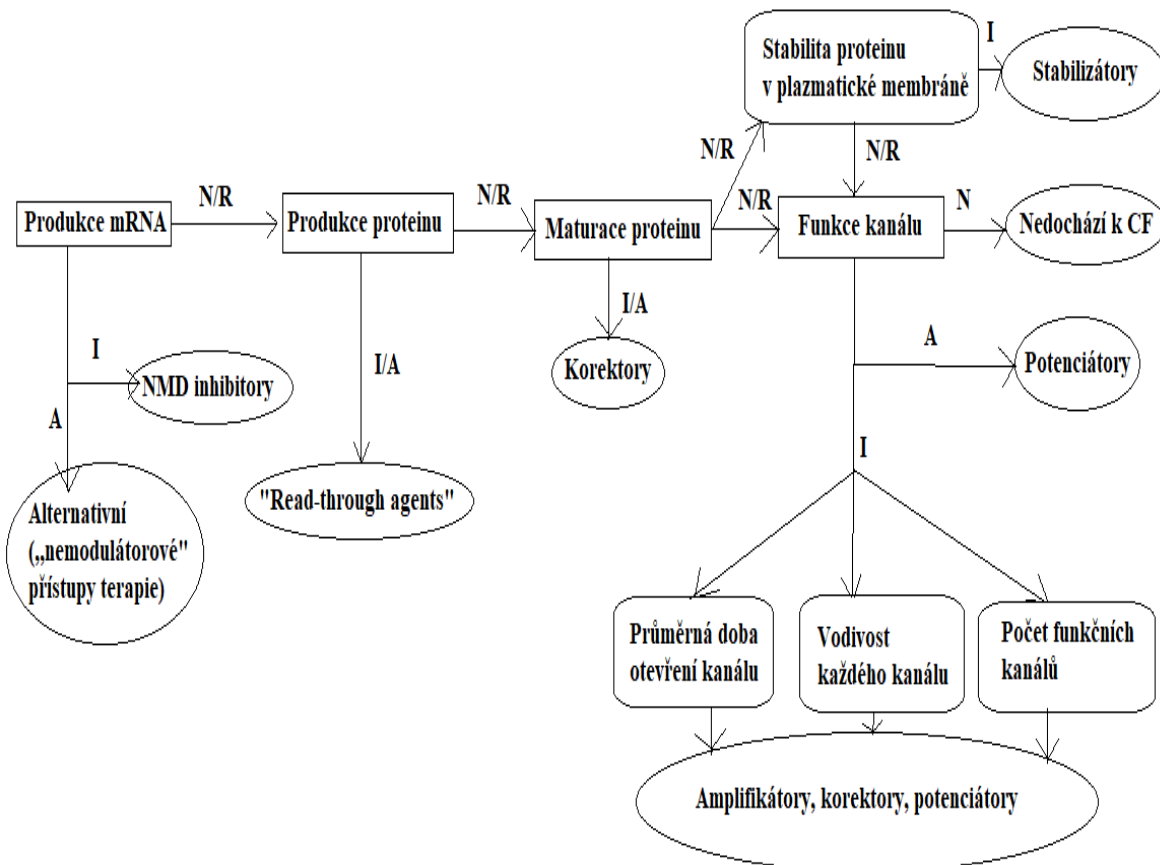 Stabilita proteinu
v plazmatické membráně
I
Stabilizátory
N/R
N/R
N/R
N/R
N/R
N
Produkce mRNA
Produkce proteinu
Maturace proteinu
Funkce kanálu
Nedochází k CF
I
NMD inhibitory
A
I/A
I/A
Korektory
A
Potenciátory
I
Alternativní
(„nemodulátorové"
přístupy terapie)
"Read-through agents"
Průměrná doba
otevření kanálu
Vodivost
každého kanálu
Počet funkčních
kanálů
Amplifikátory, korektory, potenciátory